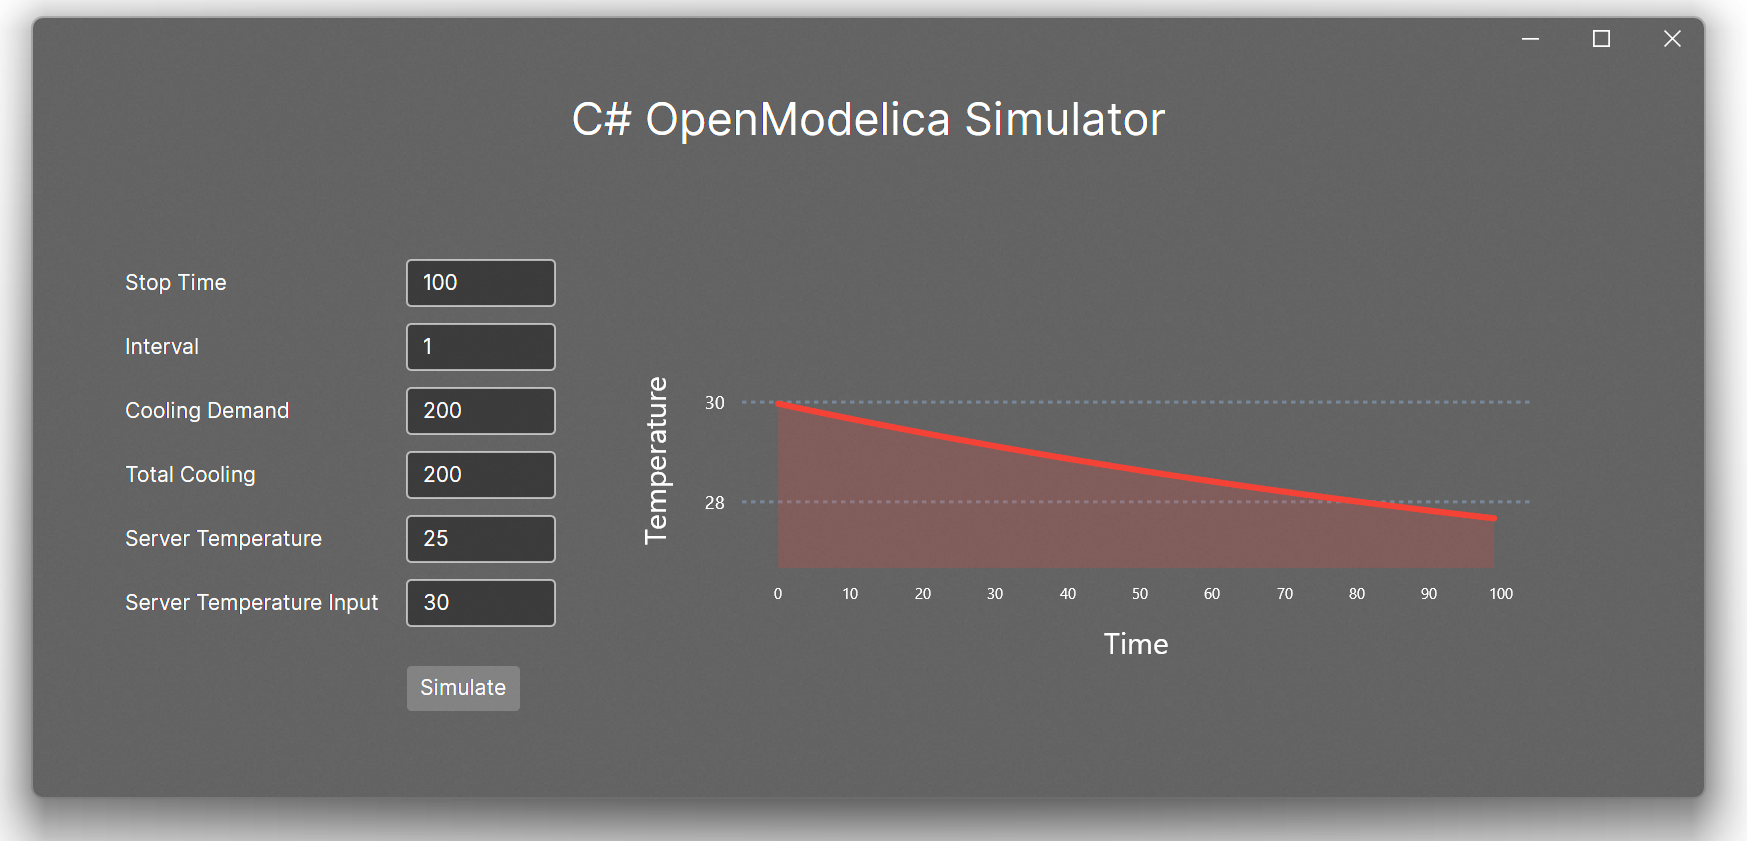 C# OpenModelica Simulator
Stop Time 100
Interval 1
Cooling Demand 200
Total Cooling 200
Server Temperature 25
Server Temperature Input 30
Simulate
Temperature
30
28
0 10 20 30 40 50 60 70 80 90 100
Time